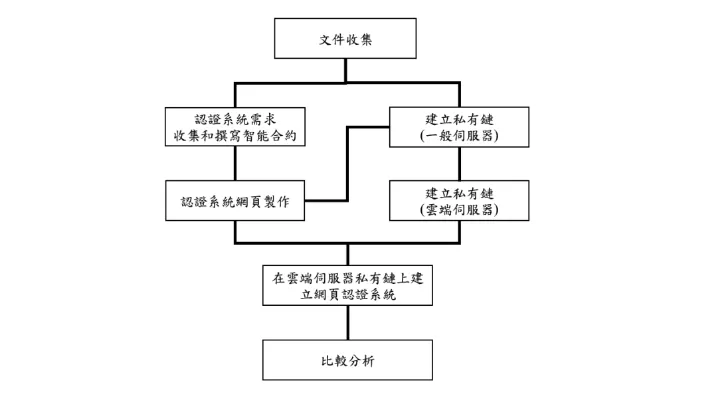 文件收集
認證系統需求
收集和撰寫智能合約
建立私有鏈
(一般伺服器)
認證系統網頁製作
建立私有鏈
(雲端伺服器)
在雲端伺服器私有鏈上建
立網頁認證系統
比較分析